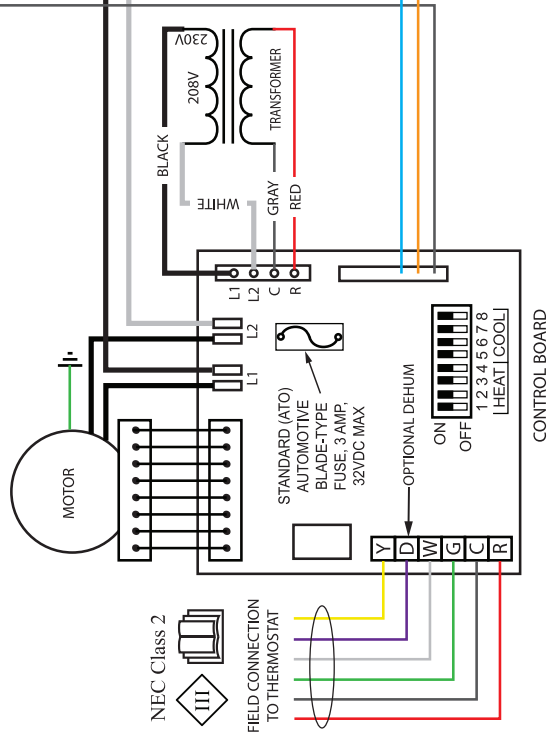 230V
208V
TRANSFORMER
BLACK
WHITE
GRAY
RED
L1
L2
C
R
L2
L1
MOTOR
STANDARD (ATO)
AUTOMOTIVE
BLADE-TYPE
FUSE, 3 AMP,
32VDC MAX
OPTIONAL DEHUM
ON
OFF
1 2 3 4 5 6 7 8
HEAT COOL
CONTROL BOARD
Y
D
W
G
C
R
NEC Class 2
III
FIELD CONNECTION
TO THERMOSTAT